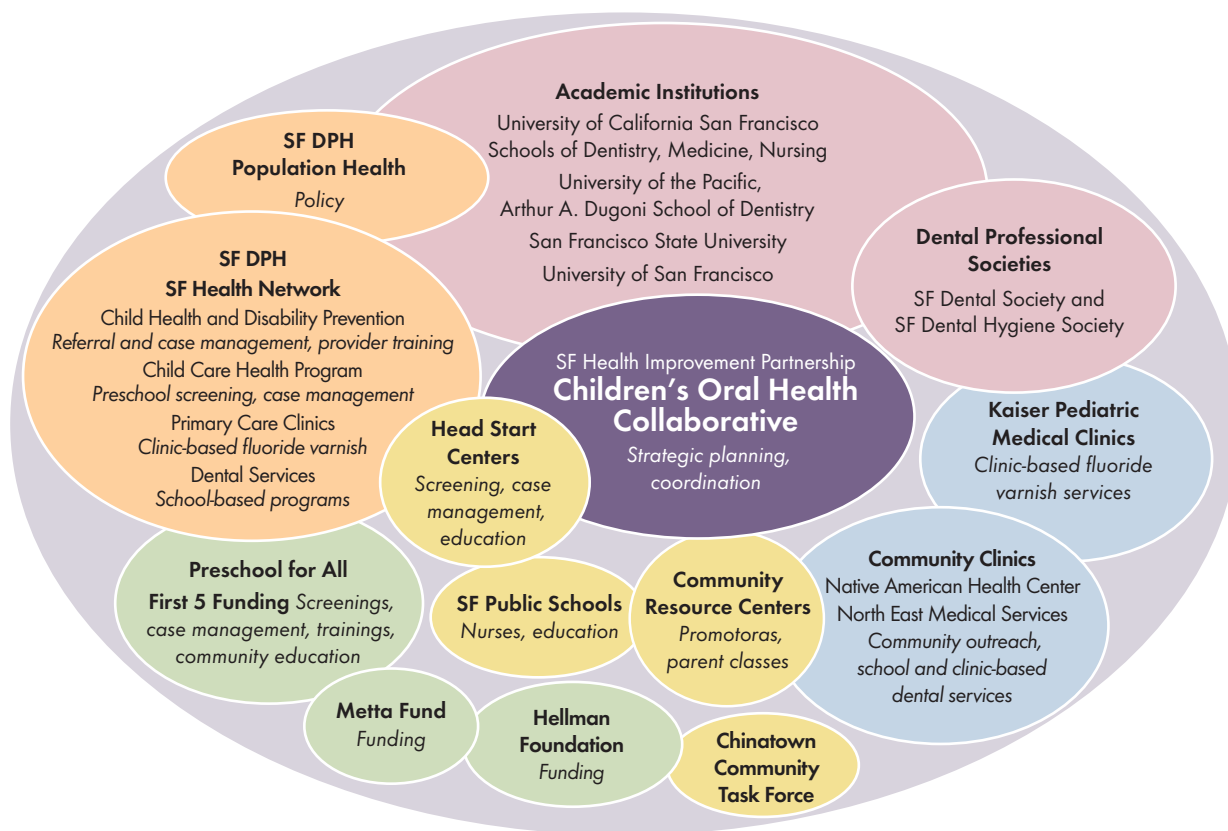 Academic Institutions
University of California San Francisco
Schools of Dentistry, Medicine, Nursing
University of the Pacific,
Arthur A. Dugoni School of Dentistry
San Francisco State University
University of San Francisco
SF DPH
Population Health
Policy
Dental Professional
Societies
SF Dental Society and
SF Dental Hygiene Society
SF DPH
SF Health Network
Child Health and Disability Prevention
Referral and case management, provider training
Child Care Health Program
Preschool screening, case management
Primary Care Clinics
Clinic-based fluoride varnish
Dental Services
School-based programs
SF Health Improvement Partnership
Children's Oral Health
Collaborative
Strategic planning,
coordination
Kaiser Pediatric
Medical Clinics
Clinic-based fluoride
varnish services
Head Start
Centers
Screening, case
management,
education
Preschool for All
First 5 Funding Screenings,
case management, trainings,
community education
SF Public Schools
Nurses, education
Community
Resource Centers
Promotoras,
parent classes
Community Clinics
Native American Health Center
North East Medical Services
Community outreach,
school and clinic-based
dental services
Metta Fund
Funding
Hellman
Foundation
Funding
Chinatown
Community
Task Force